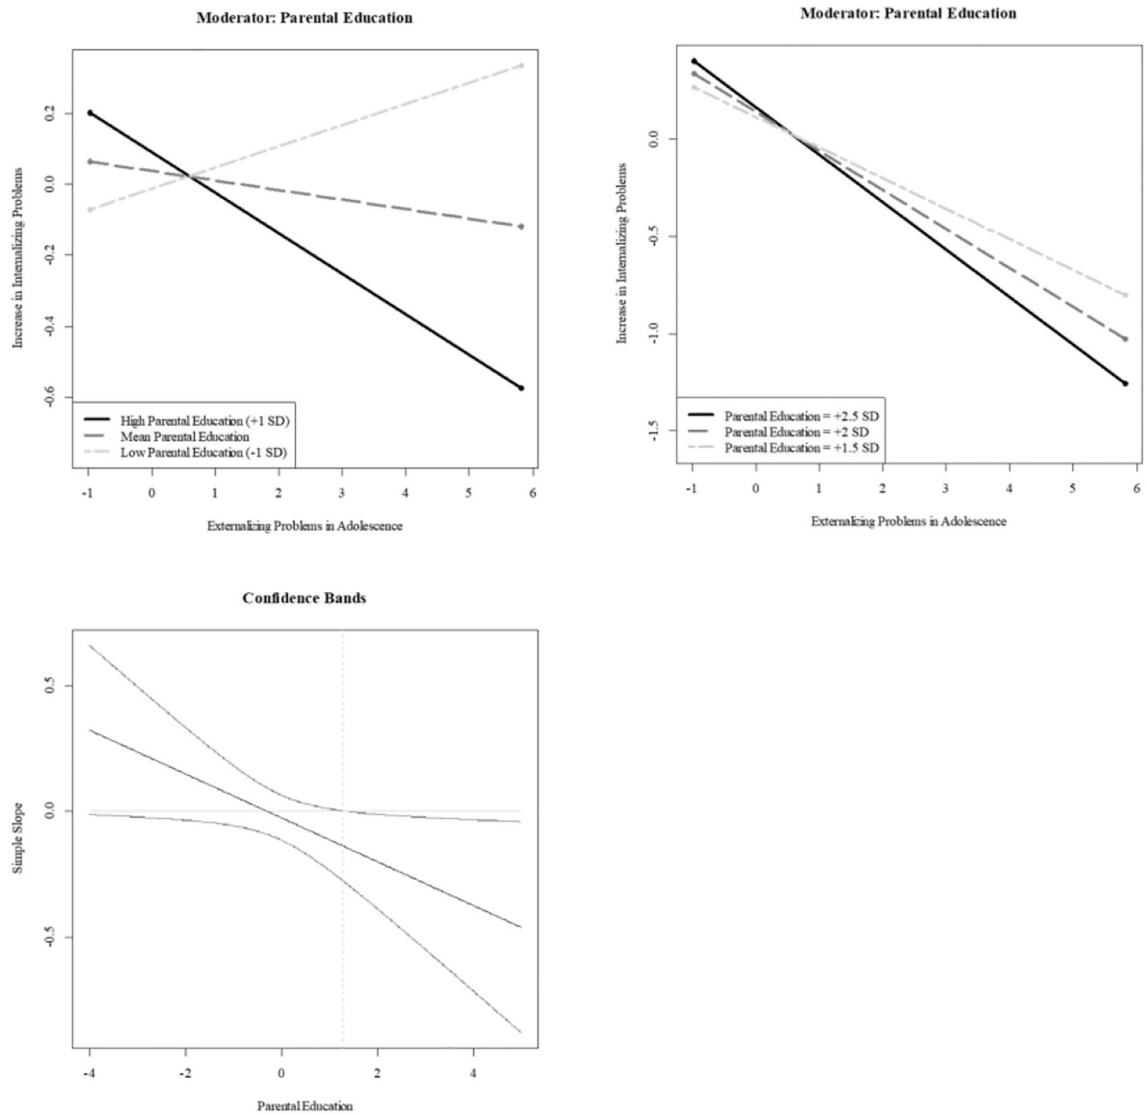 Moderator: Parental Education
Increase in Internalizing Problems
0.2
0.0
-0.2
-0.4
-0.6
High Parental Education (+1 SD)
Mean Parental Education
Low Parental Education (-1 SD)
-1 0 1 2 3 4 5 6
Externalizing Problems in Adolescence
Moderator: Parental Education
Increase in Internalizing Problems
0.0
-0.5
-1.0
-1.5
Parental Education = +2.5 SD
Parental Education = +2 SD
Parental Education = +1.5 SD
-1 0 1 2 3 4 5 6
Externalizing Problems in Adolescence
Confidence Bands
Simple Slope
0.5
0.0
-0.5
-4 -2 0 2 4
Parental Education